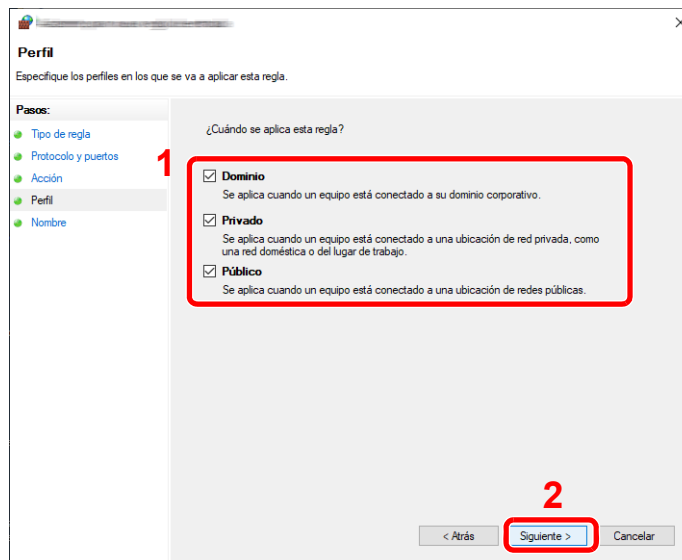 Perfil
Especifique los perfiles en los que se va a aplicar esta regla.
Pasos:
Tipo de regla
Protocolo y puertos
Acción
Perfil
Nombre
¿Cuándo se aplica esta regla?
1
Dominio
Se aplica cuando un equipo está conectado a su dominio corporativo.
Privado
Se aplica cuando un equipo está conectado a una ubicación de red privada, como
una red doméstica o del lugar de trabajo.
Público
Se aplica cuando un equipo está conectado a una ubicación de redes públicas.
2
< Atrás
Siguiente >
Cancelar